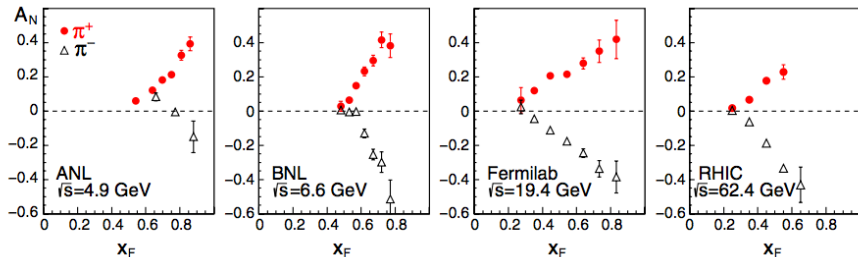 A_N
π⁺
π⁻
0.4
0.2
0
−0.2
−0.4
−0.6
ANL
√s=4.9 GeV
0 0.2 0.4 0.6 0.8
x_F
0.4
0.2
0
−0.2
−0.4
−0.6
BNL
√s=6.6 GeV
0 0.2 0.4 0.6 0.8
x_F
0.4
0.2
0
−0.2
−0.4
−0.6
Fermilab
√s=19.4 GeV
0 0.2 0.4 0.6 0.8
x_F
0.4
0.2
0
−0.2
−0.4
−0.6
RHIC
√s=62.4 GeV
0 0.2 0.4 0.6 0.8 1
x_F